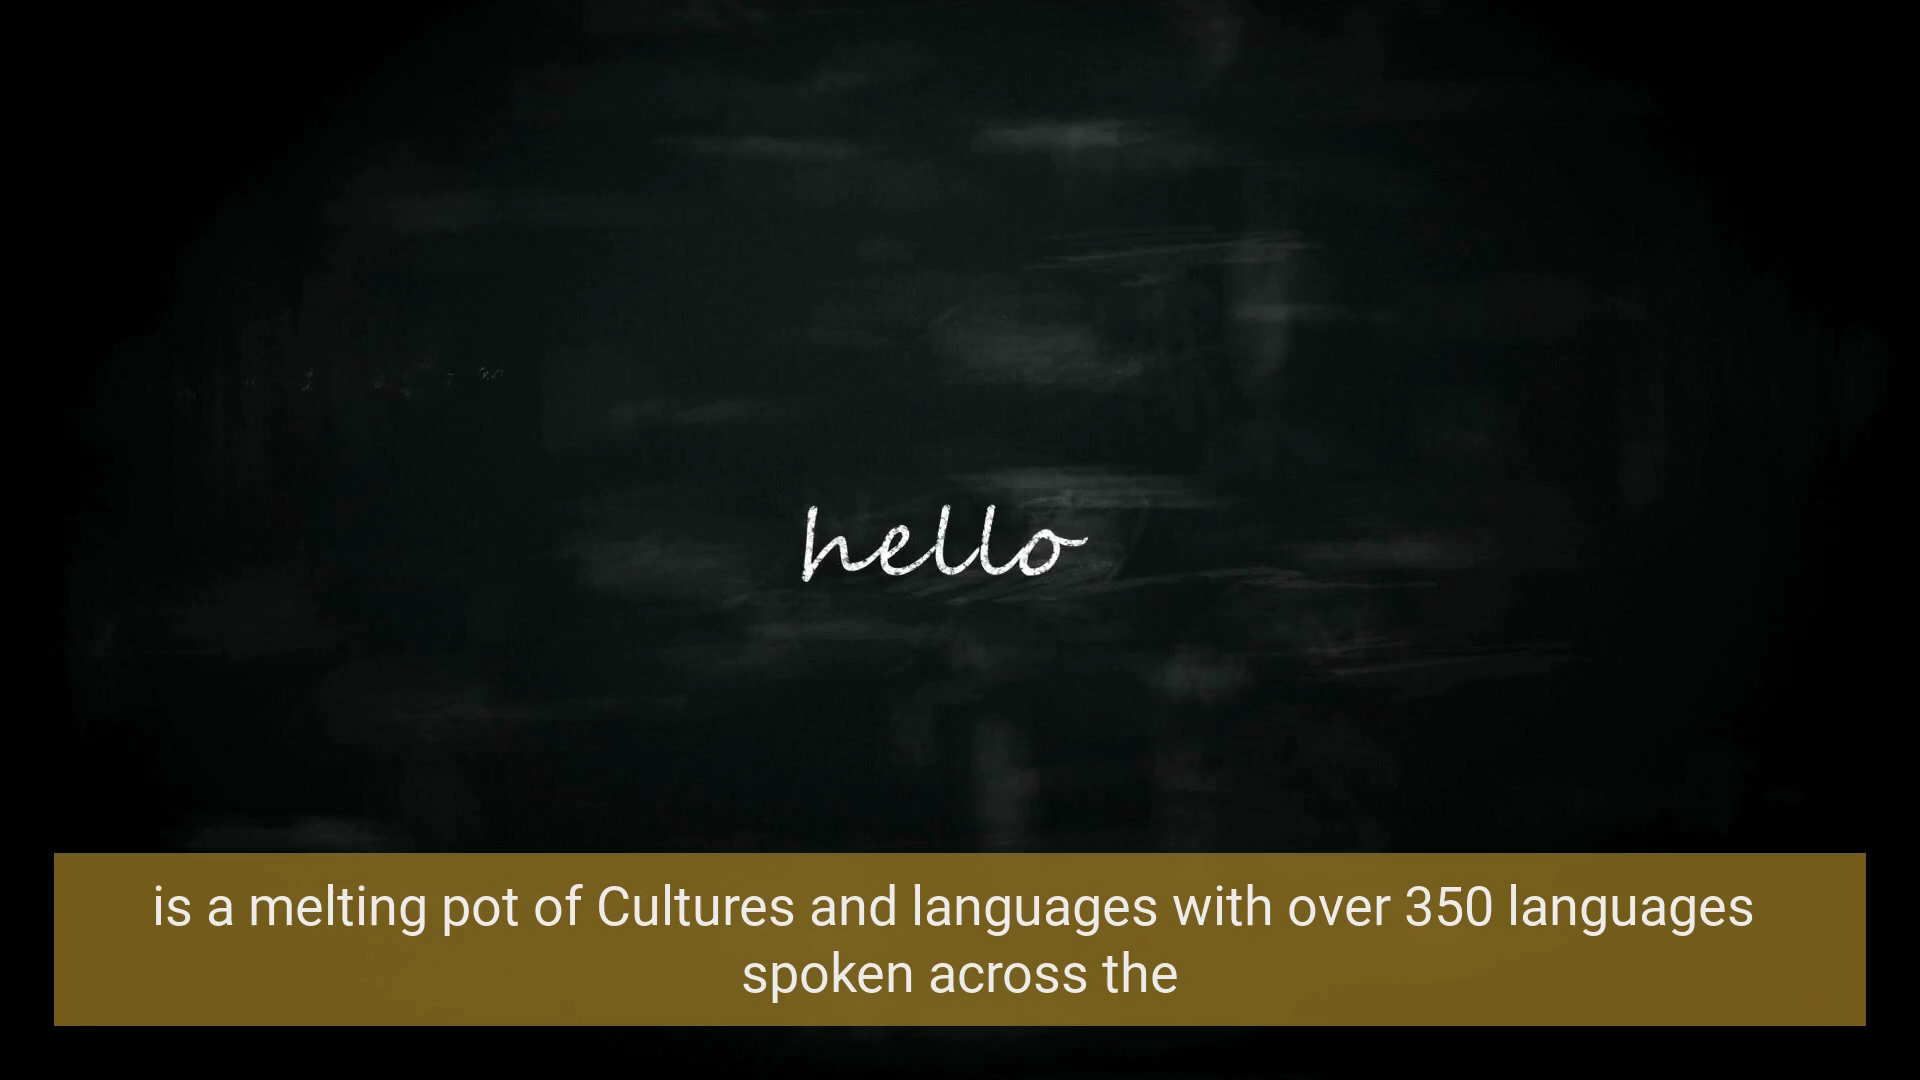 hello
is a melting pot of Cultures and languages with over 350 languages
spoken across the